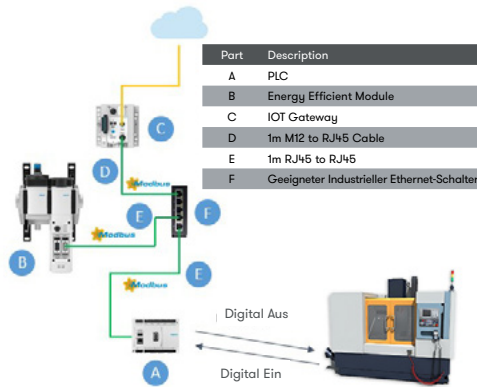 Part Description
A PLC
B Energy Efficient Module
C IOT Gateway
D 1m M12 to RJ45 Cable
E 1m RJ45 to RJ45
F Geeigneter Industrieller Ethernet-Schalter
C
D
Modbus
E
F
Modbus
B
E
Modbus
Digital Aus
Digital Ein
A